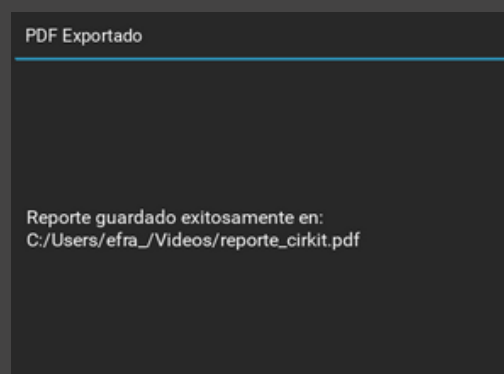 PDF Exportado
Reporte guardado exitosamente en:
C:/Users/efra_/Videos/reporte_cirkit.pdf